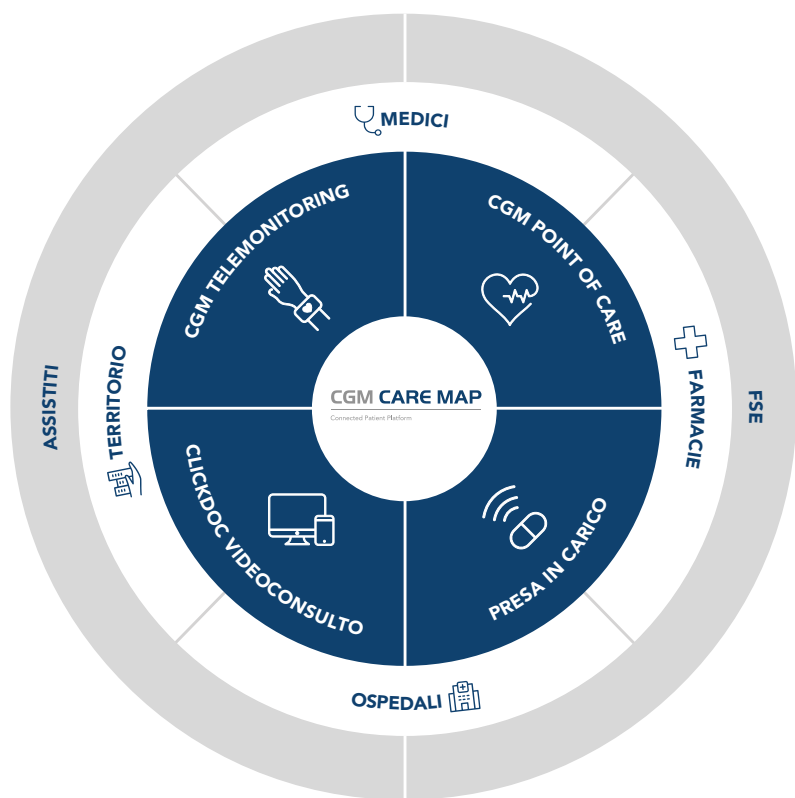 MEDICI
CGM TELEMONITORING
CGM POINT OF CARE
ASSISTITI
TERRITORIO
CGM CARE MAP
Connected Patient Platform
FARMACIE
FSE
CLICKDOC VIDEOCONSULTO
PRESA IN CARICO
OSPEDALI